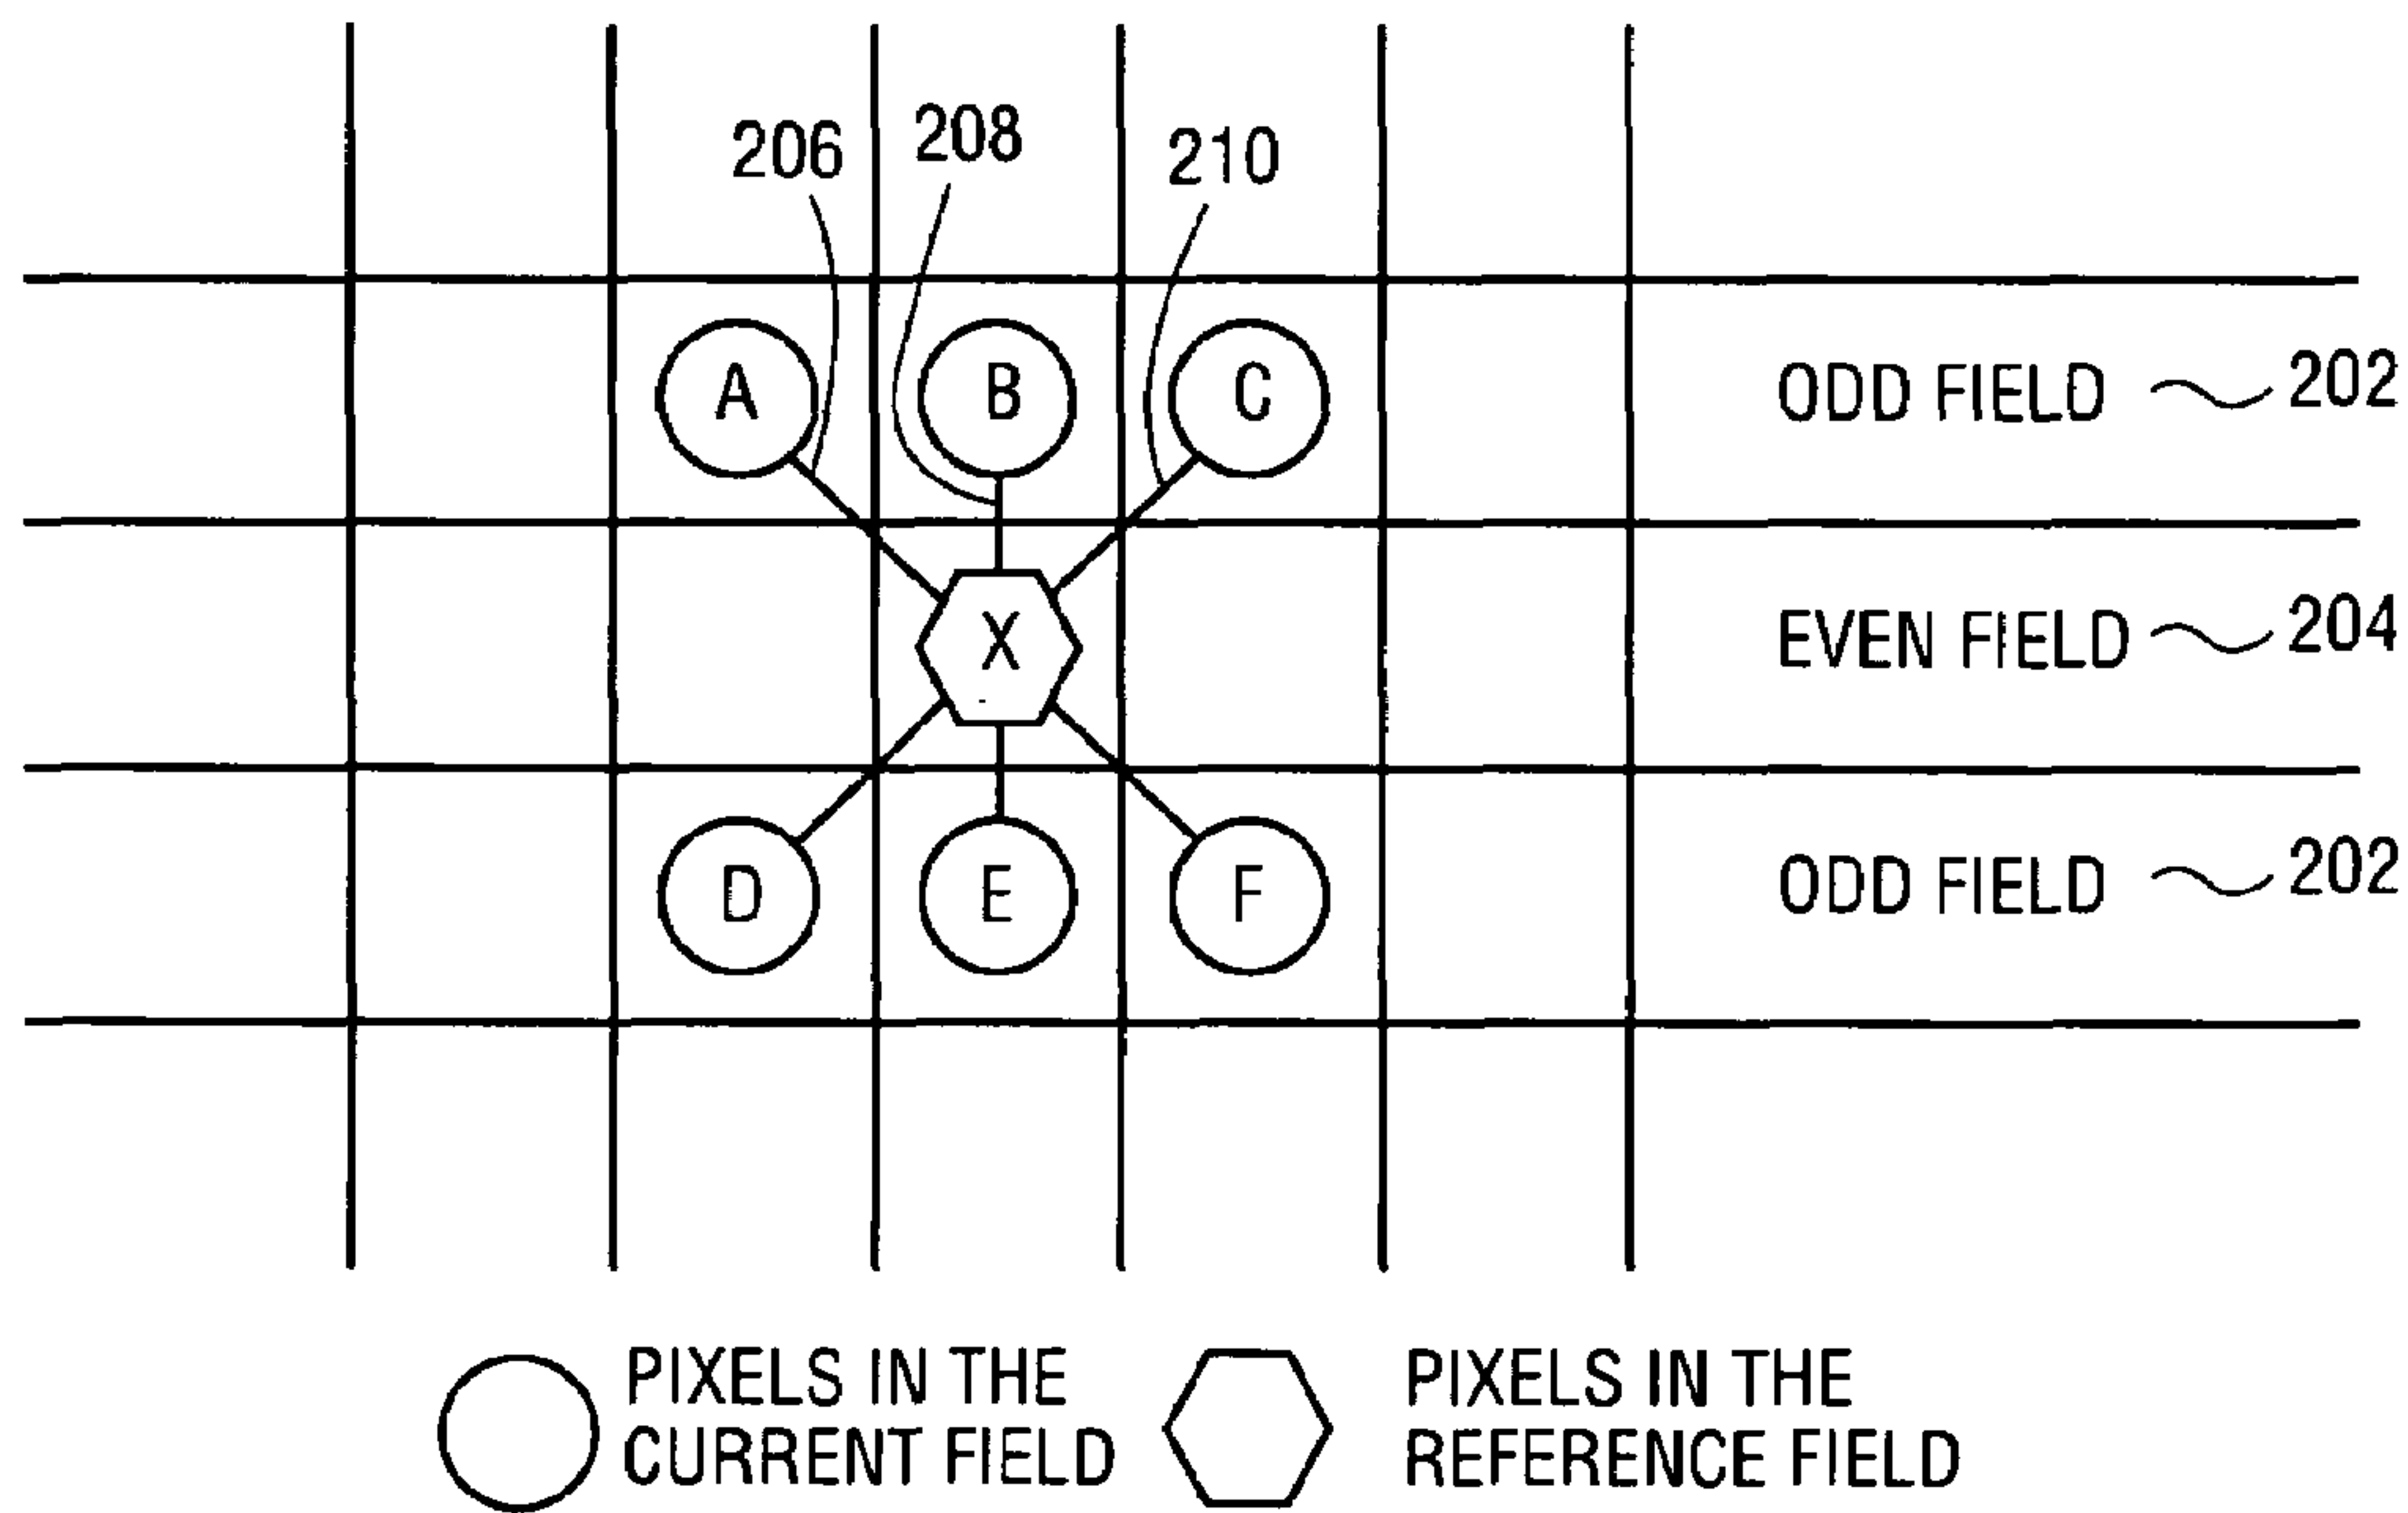 206 208 210
A B C ODD FIELD 202
X EVEN FIELD 204
D E F ODD FIELD 202
PIXELS IN THE CURRENT FIELD
PIXELS IN THE REFERENCE FIELD